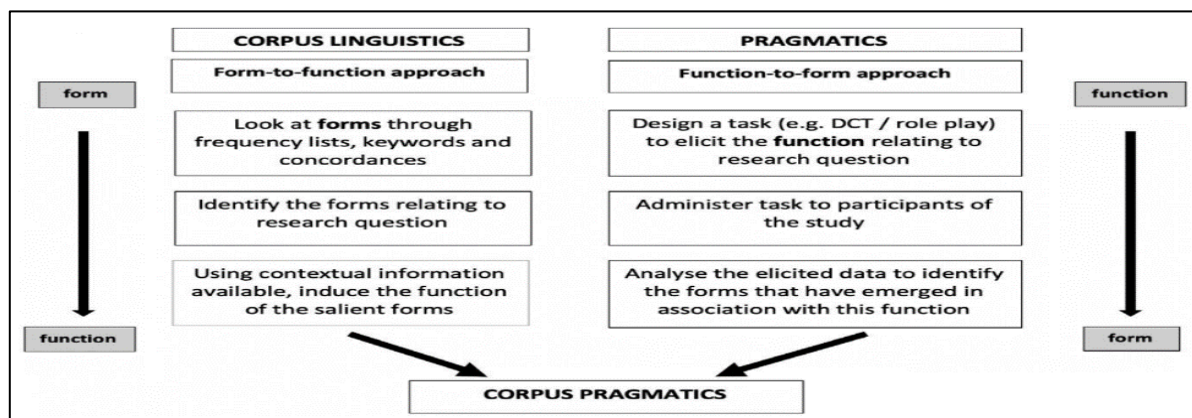 CORPUS LINGUISTICS
PRAGMATICS
Form-to-function approach
Function-to-form approach
form
function
Look at forms through
frequency lists, keywords and
concordances
Design a task (e.g. DCT / role play)
to elicit the function relating to
research question
Identify the forms relating to
research question
Administer task to participants of
the study
Using contextual information
available, induce the function
of the salient forms
Analyse the elicited data to identify
the forms that have emerged in
association with this function
function
form
CORPUS PRAGMATICS